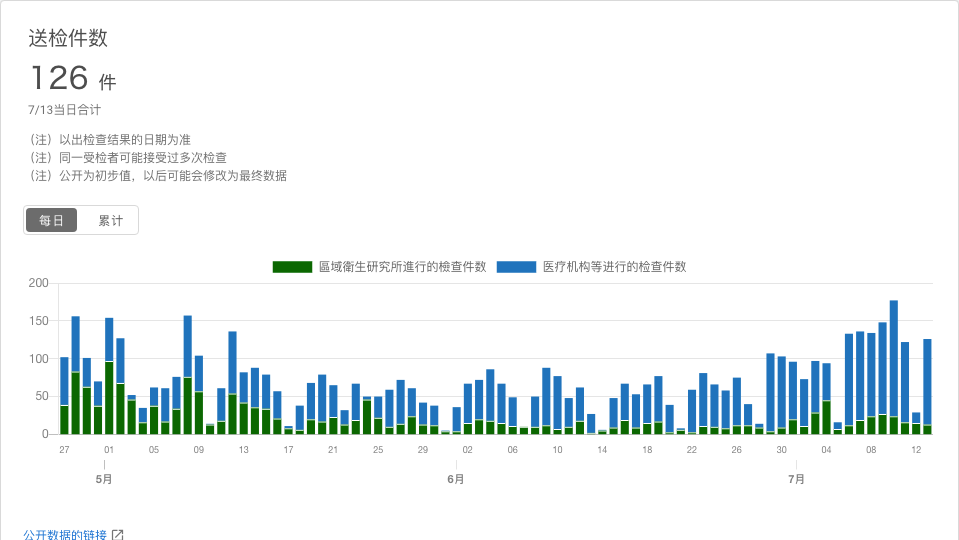 送检件数
126 件
7/13当日合计
（注）以出检查结果的日期为准
（注）同一受检者可能接受过多次检查
（注）公开为初步值，以后可能会修改为最终数据
每日 累计
區域衛生研究所進行的檢查件数 医疗机构等进行的检查件数
200
150
100
50
0
27 01 05 09 13 17 21 25 29 02 06 10 14 18 22 26 30 04 08 12
5月 6月 7月
公开数据的链接